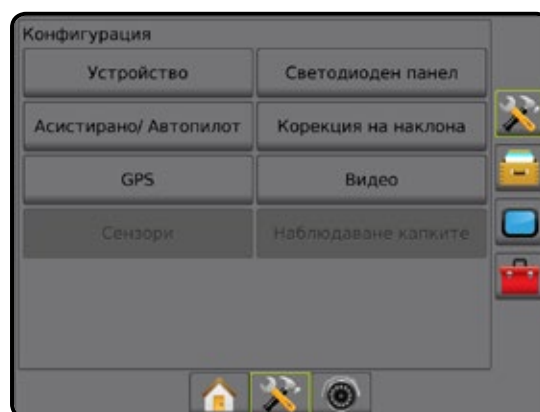 Конфигурация
Устройство
Светодиоден панел
Асистирано/ Автопилот
Корекция на наклона
GPS
Видео
Сензори
Наблюдаване капките